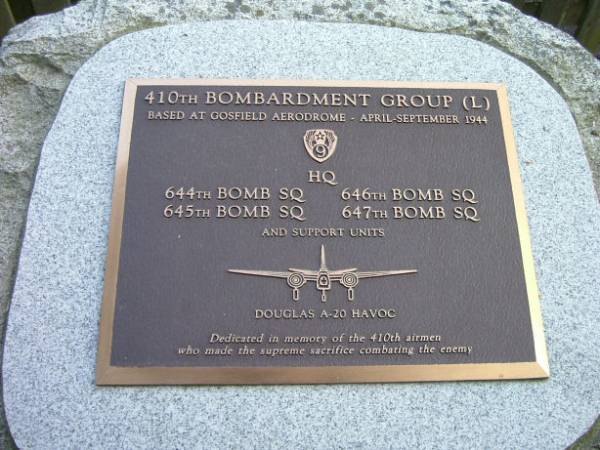 410TH BOMBARDMENT GROUP (L)
BASED AT GOSFIELD AERODROME - APRIL-SEPTEMBER 1944
9
HQ
644TH BOMB SQ 646TH BOMB SQ
645TH BOMB SQ 647TH BOMB SQ
AND SUPPORT UNITS
DOUGLAS A-20 HAVOC
Dedicated in memory of the 410th airmen
who made the supreme sacrifice combating the enemy